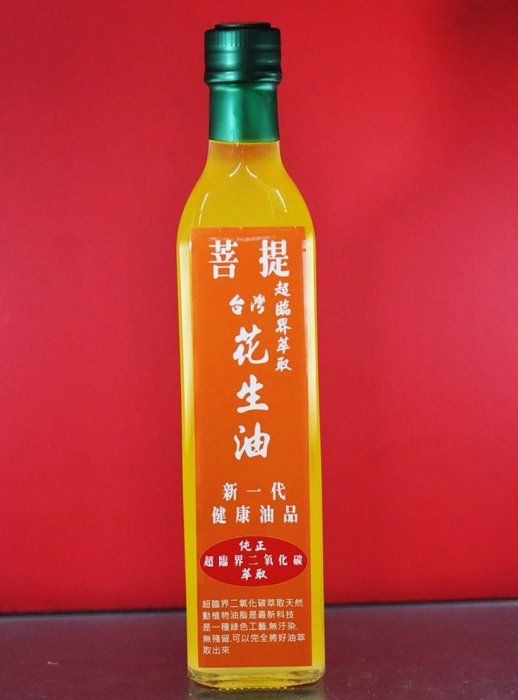 菩提
超臨界萃取
台灣
花生油
新一代
健康油品
純正
超臨界二氧化碳
萃取
超臨界二氧化碳萃取天然
動植物油脂是最新科技
是一種綠色工藝,無汙染,
無殘留,可以完全將好油萃
取出來